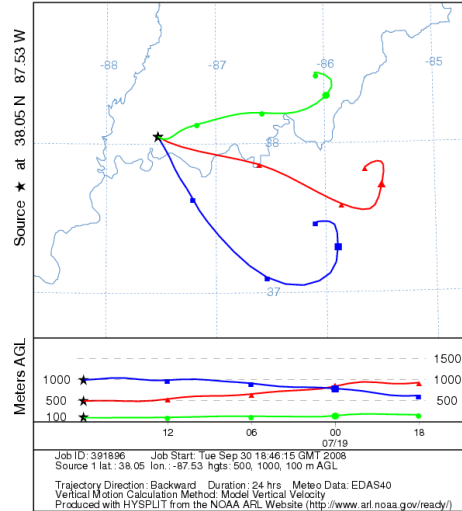 Source ★ at 38.05 N 87.53 W
-88
-87
-86
-85
38
37
Meters AGL
1500
1000
1000
500
500
100
12
06
00
18
07/19
Job ID: 391896 Job Start: Tue Sep 30 18:46:15 GMT 2008
Source 1 lat.: 38.05 lon.: -87.53 hgts: 500, 1000, 100 m AGL
Trajectory Direction: Backward Duration: 24 hrs Meteo Data: EDAS40
Vertical Motion Calculation Method: Model Vertical Velocity
Produced with HYSPLIT from the NOAA ARL Website (http://www.arl.noaa.gov/ready/)